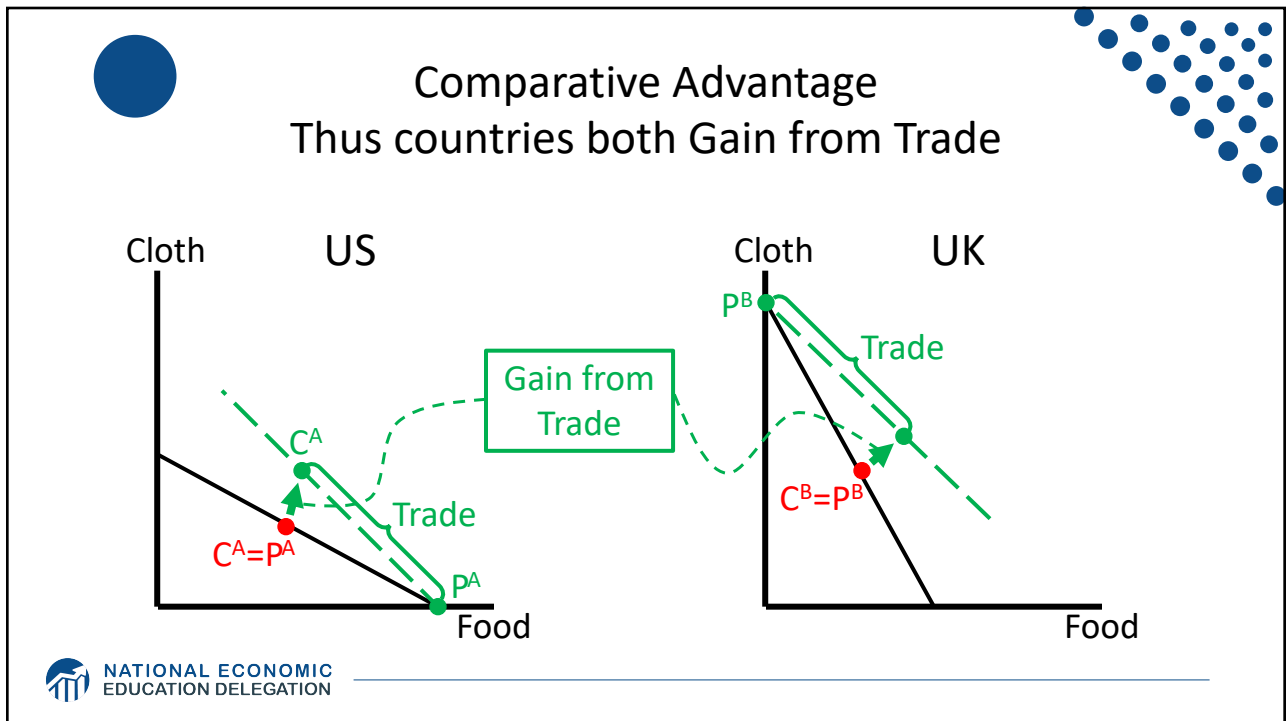 Comparative Advantage
Thus countries both Gain from Trade
Cloth
US
Gain from
Trade
C^A
Trade
C^A=P^A
P^A
Food
Cloth
UK
P^B
Trade
C^B=P^B
Food
NATIONAL ECONOMIC
EDUCATION DELEGATION